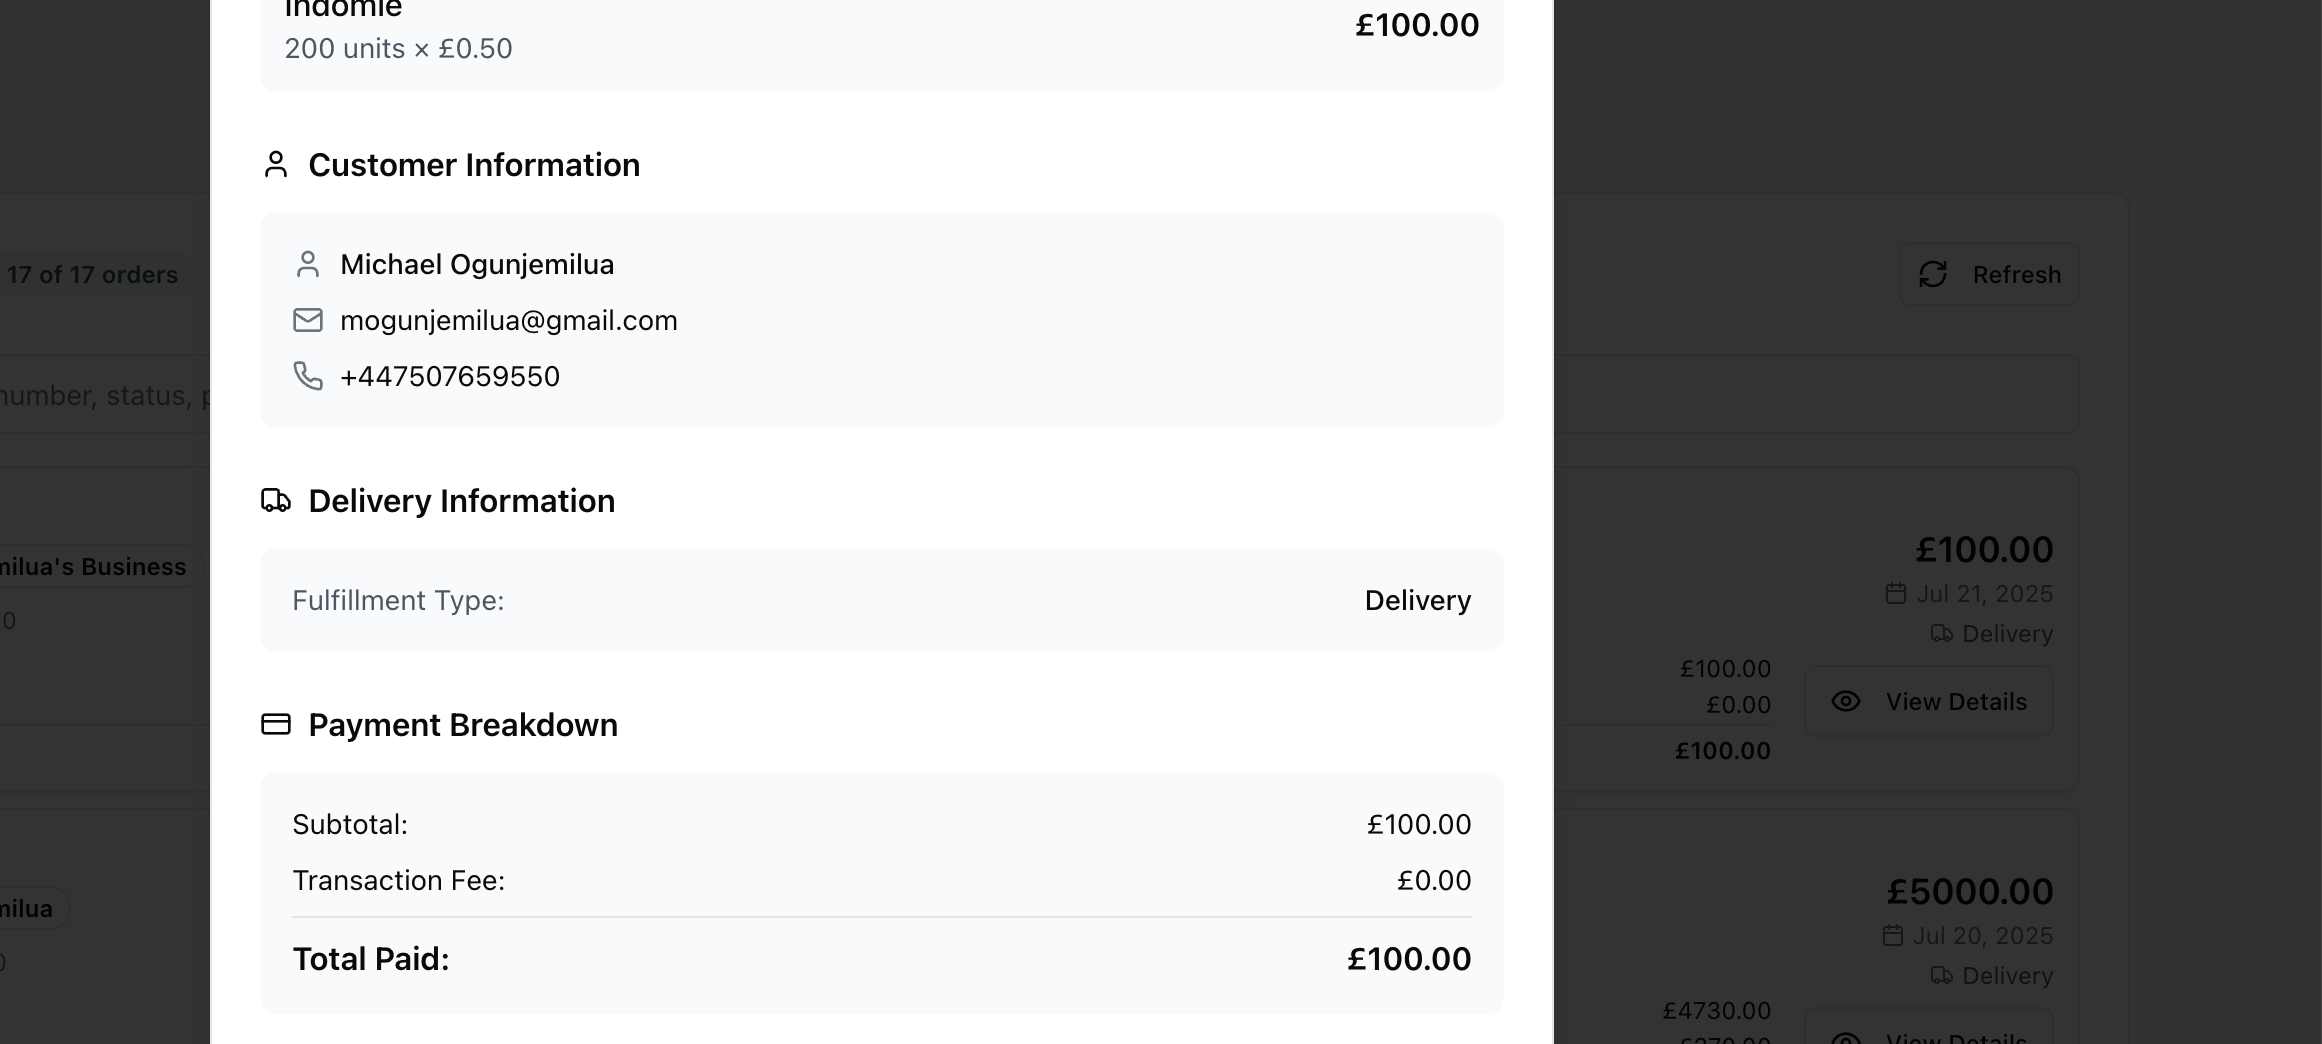 Indomie
£100.00
200 units × £0.50
Customer Information
Michael Ogunjemilua
mogunjemilua@gmail.com
+447507659550
Delivery Information
Fulfillment Type:
Delivery
Payment Breakdown
Subtotal:
£100.00
Transaction Fee:
£0.00
Total Paid:
£100.00
17 of 17 orders
Refresh
number, status, p
milua's Business
0
£100.00
Jul 21, 2025
Delivery
£100.00
£0.00
£100.00
View Details
milua
£5000.00
Jul 20, 2025
Delivery
£4730.00
£270.00
View Details